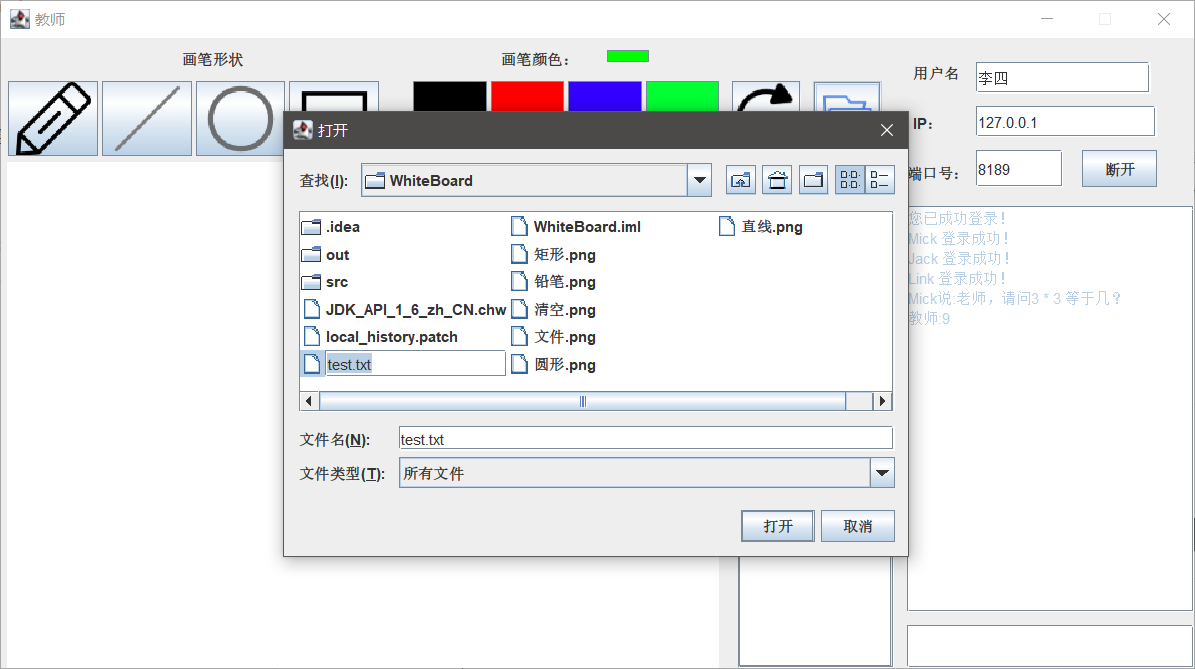 教师
画笔形状
画笔颜色：
用户名
李四
IP：
127.0.0.1
端口号：
8189
断开
打开
查找(I):
WhiteBoard
.idea
out
src
JDK_API_1_6_zh_CN.chw
local_history.patch
test.txt
WhiteBoard.iml
矩形.png
铅笔.png
清空.png
文件.png
圆形.png
直线.png
文件名(N):
test.txt
文件类型(T):
所有文件
打开
取消
您已成功登录！
Mick 登录成功！
Jack 登录成功！
Link 登录成功！
Mick说:老师，请问3 * 3 等于几？
教师:9